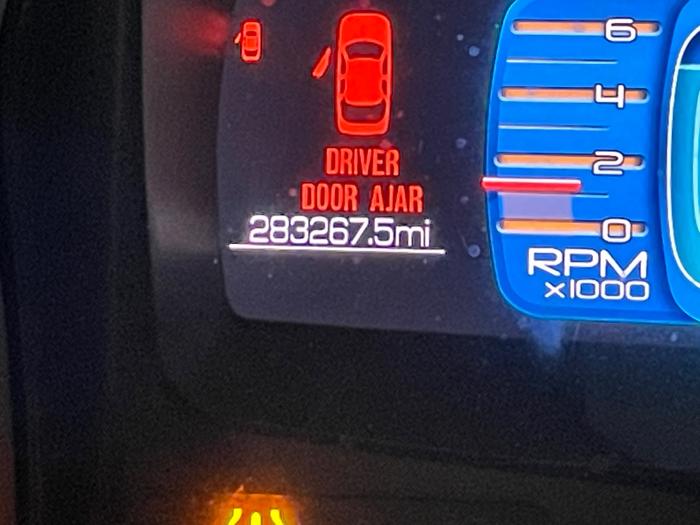 DRIVER
DOOR AJAR
283267.5mi
6
4
2
0
RPM
x1000